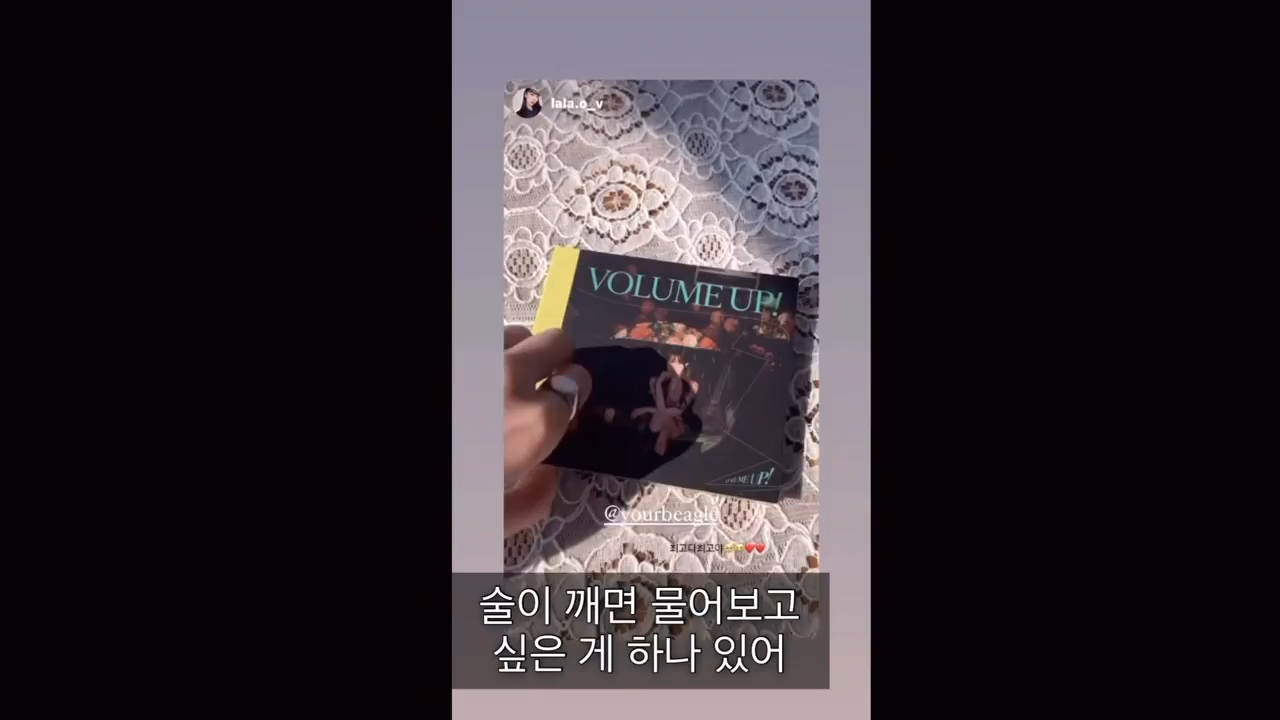 lala.o_v
VOLUME UP!
UP!
@yourbeagle
최고다최고야
술이 깨면 물어보고
싶은 게 하나 있어